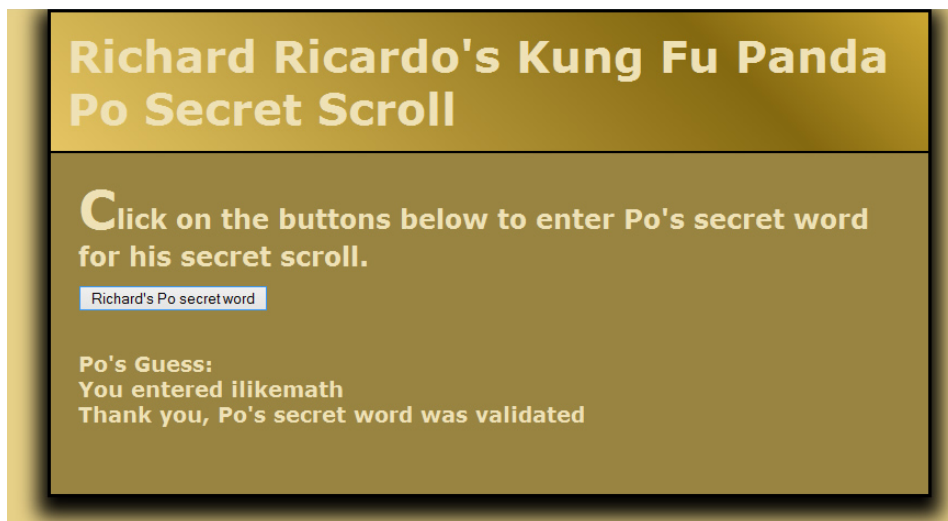 Richard Ricardo's Kung Fu Panda
Po Secret Scroll
Click on the buttons below to enter Po's secret word
for his secret scroll.
Richard's Po secret word
Po's Guess:
You entered ilikemath
Thank you, Po's secret word was validated